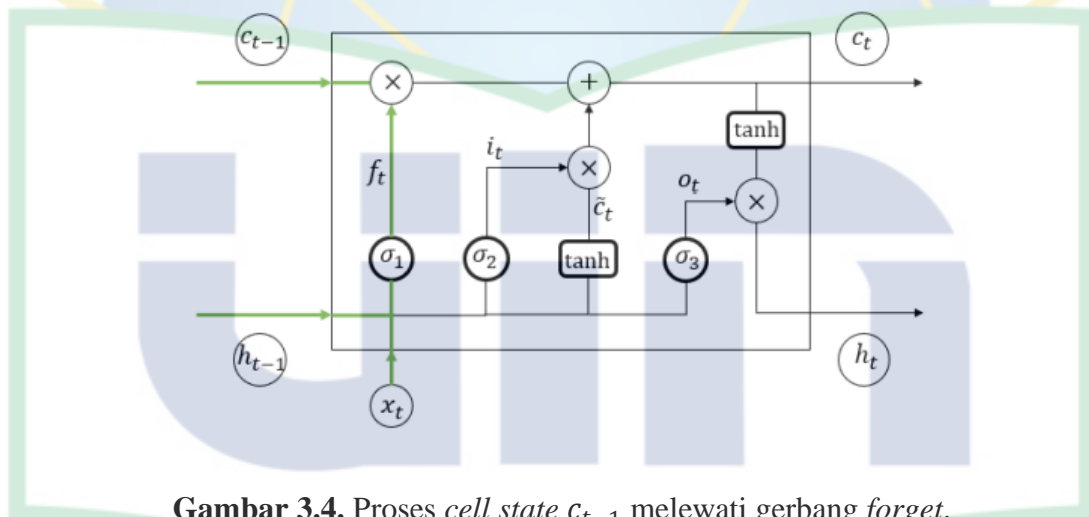 c_{t-1}
c_t
×
+
tanh
i_t
f_t
×
o_t
×
c̃_t
σ_1
σ_2
tanh
σ_3
h_{t-1}
h_t
x_t
uin
Gambar 3.4. Proses cell state c_{t-1} melewati gerbang forget.